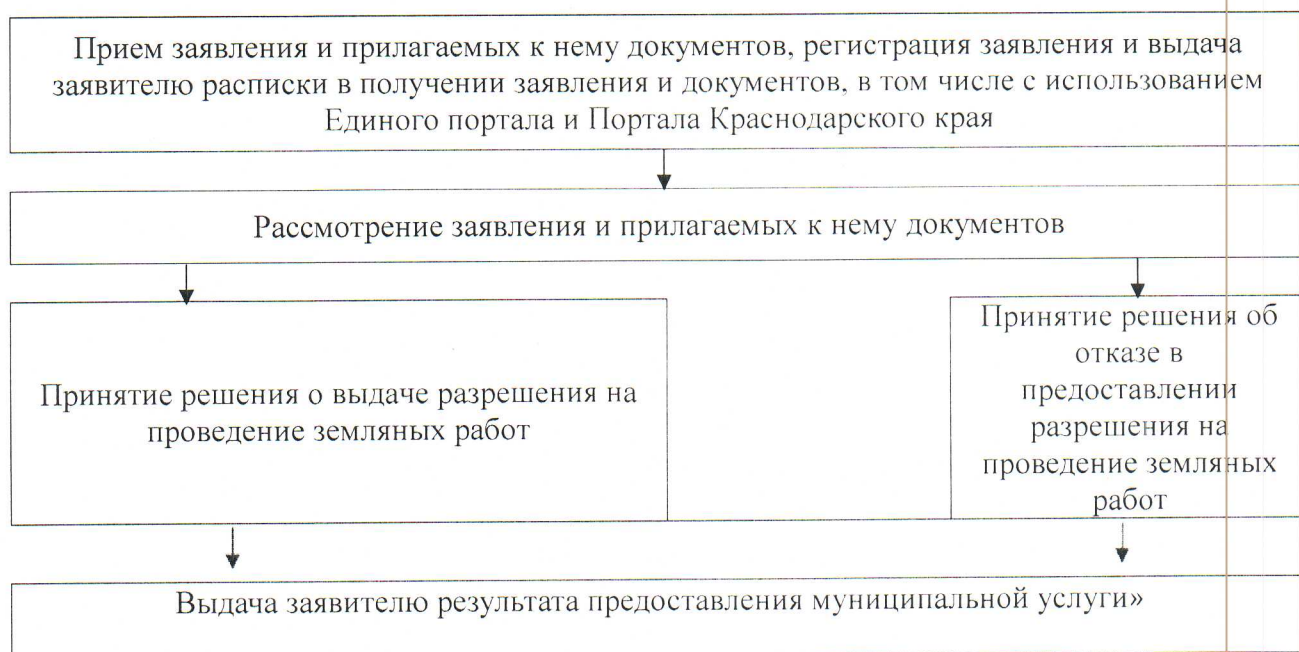 Прием заявления и прилагаемых к нему документов, регистрация заявления и выдача
заявителю расписки в получении заявления и документов, в том числе с использованием
Единого портала и Портала Краснодарского края
Рассмотрение заявления и прилагаемых к нему документов
Принятие решения о выдаче разрешения на
проведение земляных работ
Принятие решения об
отказе в
предоставлении
разрешения на
проведение земляных
работ
Выдача заявителю результата предоставления муниципальной услуги»